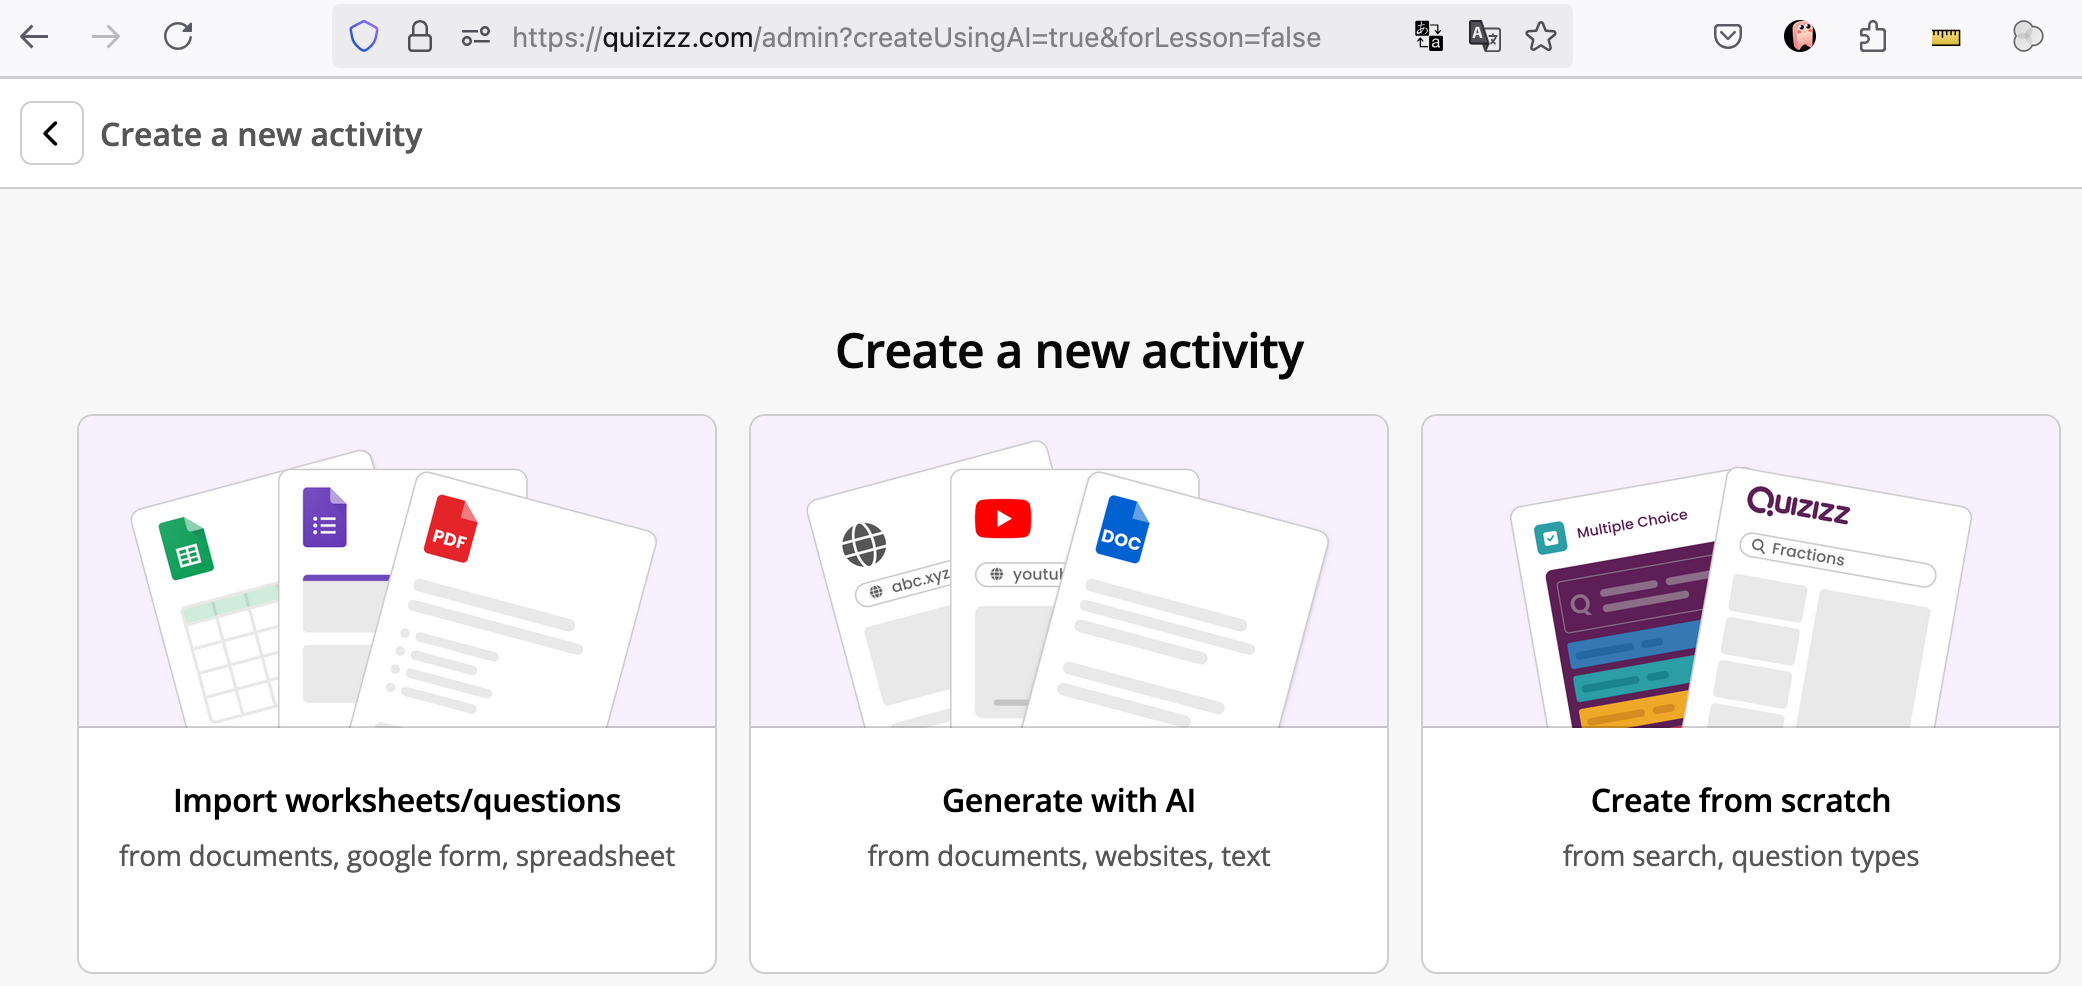 https://quizizz.com/admin?createUsingAI=true&forLesson=false
Create a new activity
Create a new activity
PDF
abc.xyz
youtu
DOC
Multiple Choice
Quizizz
Fractions
Import worksheets/questions
from documents, google form, spreadsheet
Generate with AI
from documents, websites, text
Create from scratch
from search, question types